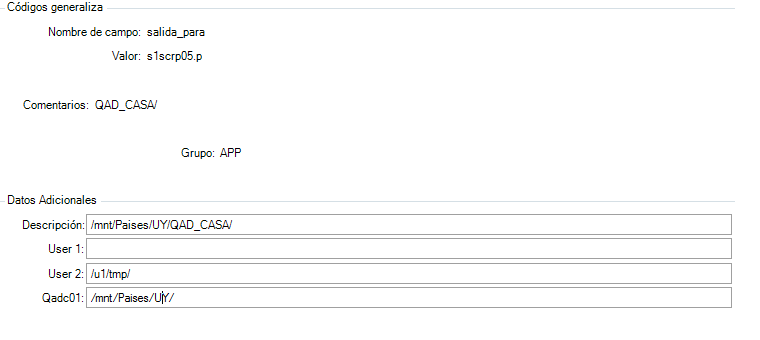 Códigos generaliza
Nombre de campo: salida_para
Valor: s1scrp05.p
Comentarios: QAD_CASA/
Grupo: APP
Datos Adicionales
Descripción: /mnt/Paises/UY/QAD_CASA/
User 1:
User 2: /u1/tmp/
Qadc01: /mnt/Paises/UY/